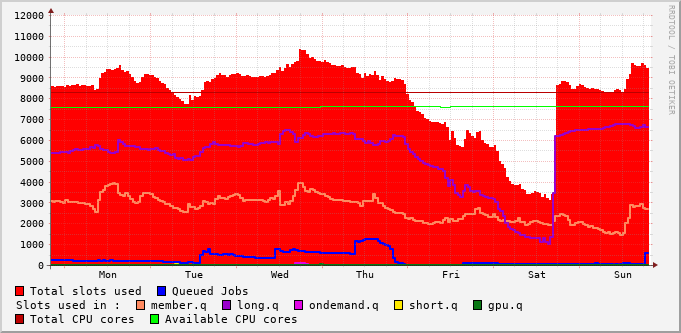 RRDTOOL / TOBI OETIKER
12000
11000
10000
9000
8000
7000
6000
5000
4000
3000
2000
1000
0
Mon Tue Wed Thu Fri Sat Sun
Total slots used Queued Jobs
Slots used in : member.q long.q ondemand.q short.q gpu.q
Total CPU cores Available CPU cores